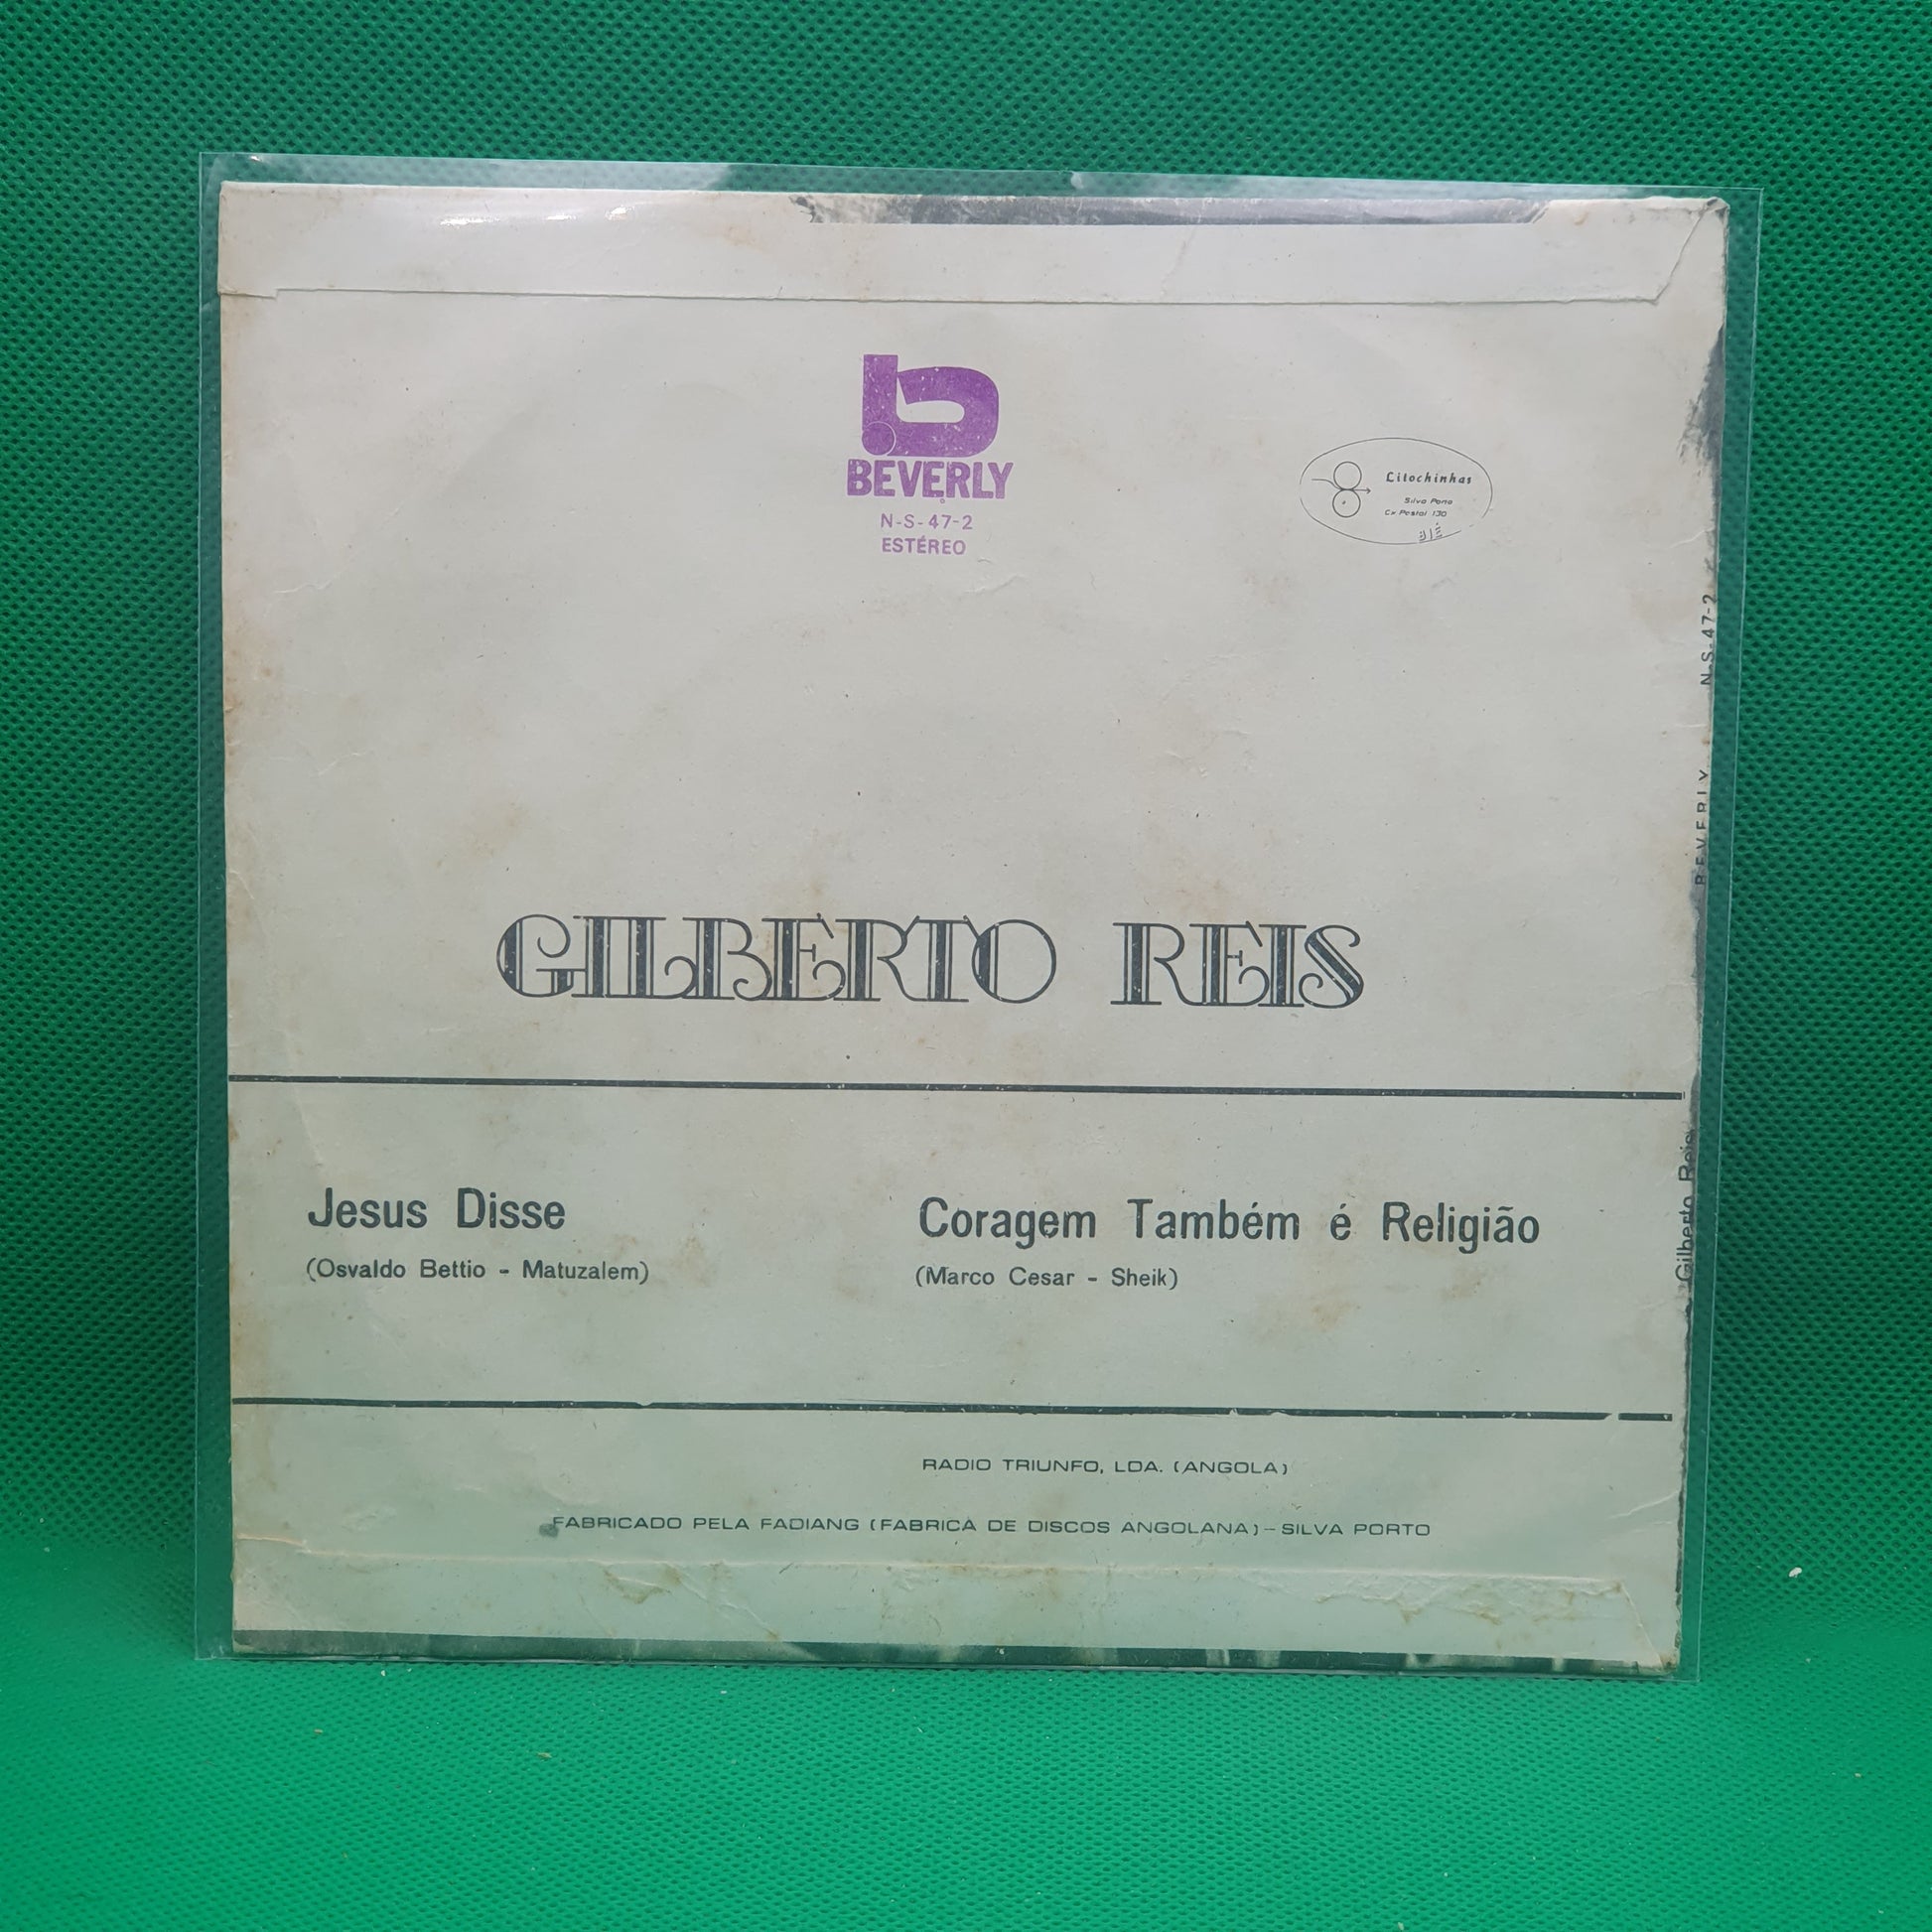 BEVERLY
N-S-47-2
ESTÉREO
Litochinhas
Silva Porto
Cx Postal 130
BIÉ
BEVERLY N-S-47-2
GILBERTO REIS
Jesus Disse
(Osvaldo Bettio - Matuzalem)
Coragem Também é Religião
(Marco Cesar - Sheik)
Gilberto Reis
RADIO TRIUNFO, LDA. (ANGOLA)
FABRICADO PELA FADIANG (FABRICA DE DISCOS ANGOLANA) - SILVA PORTO